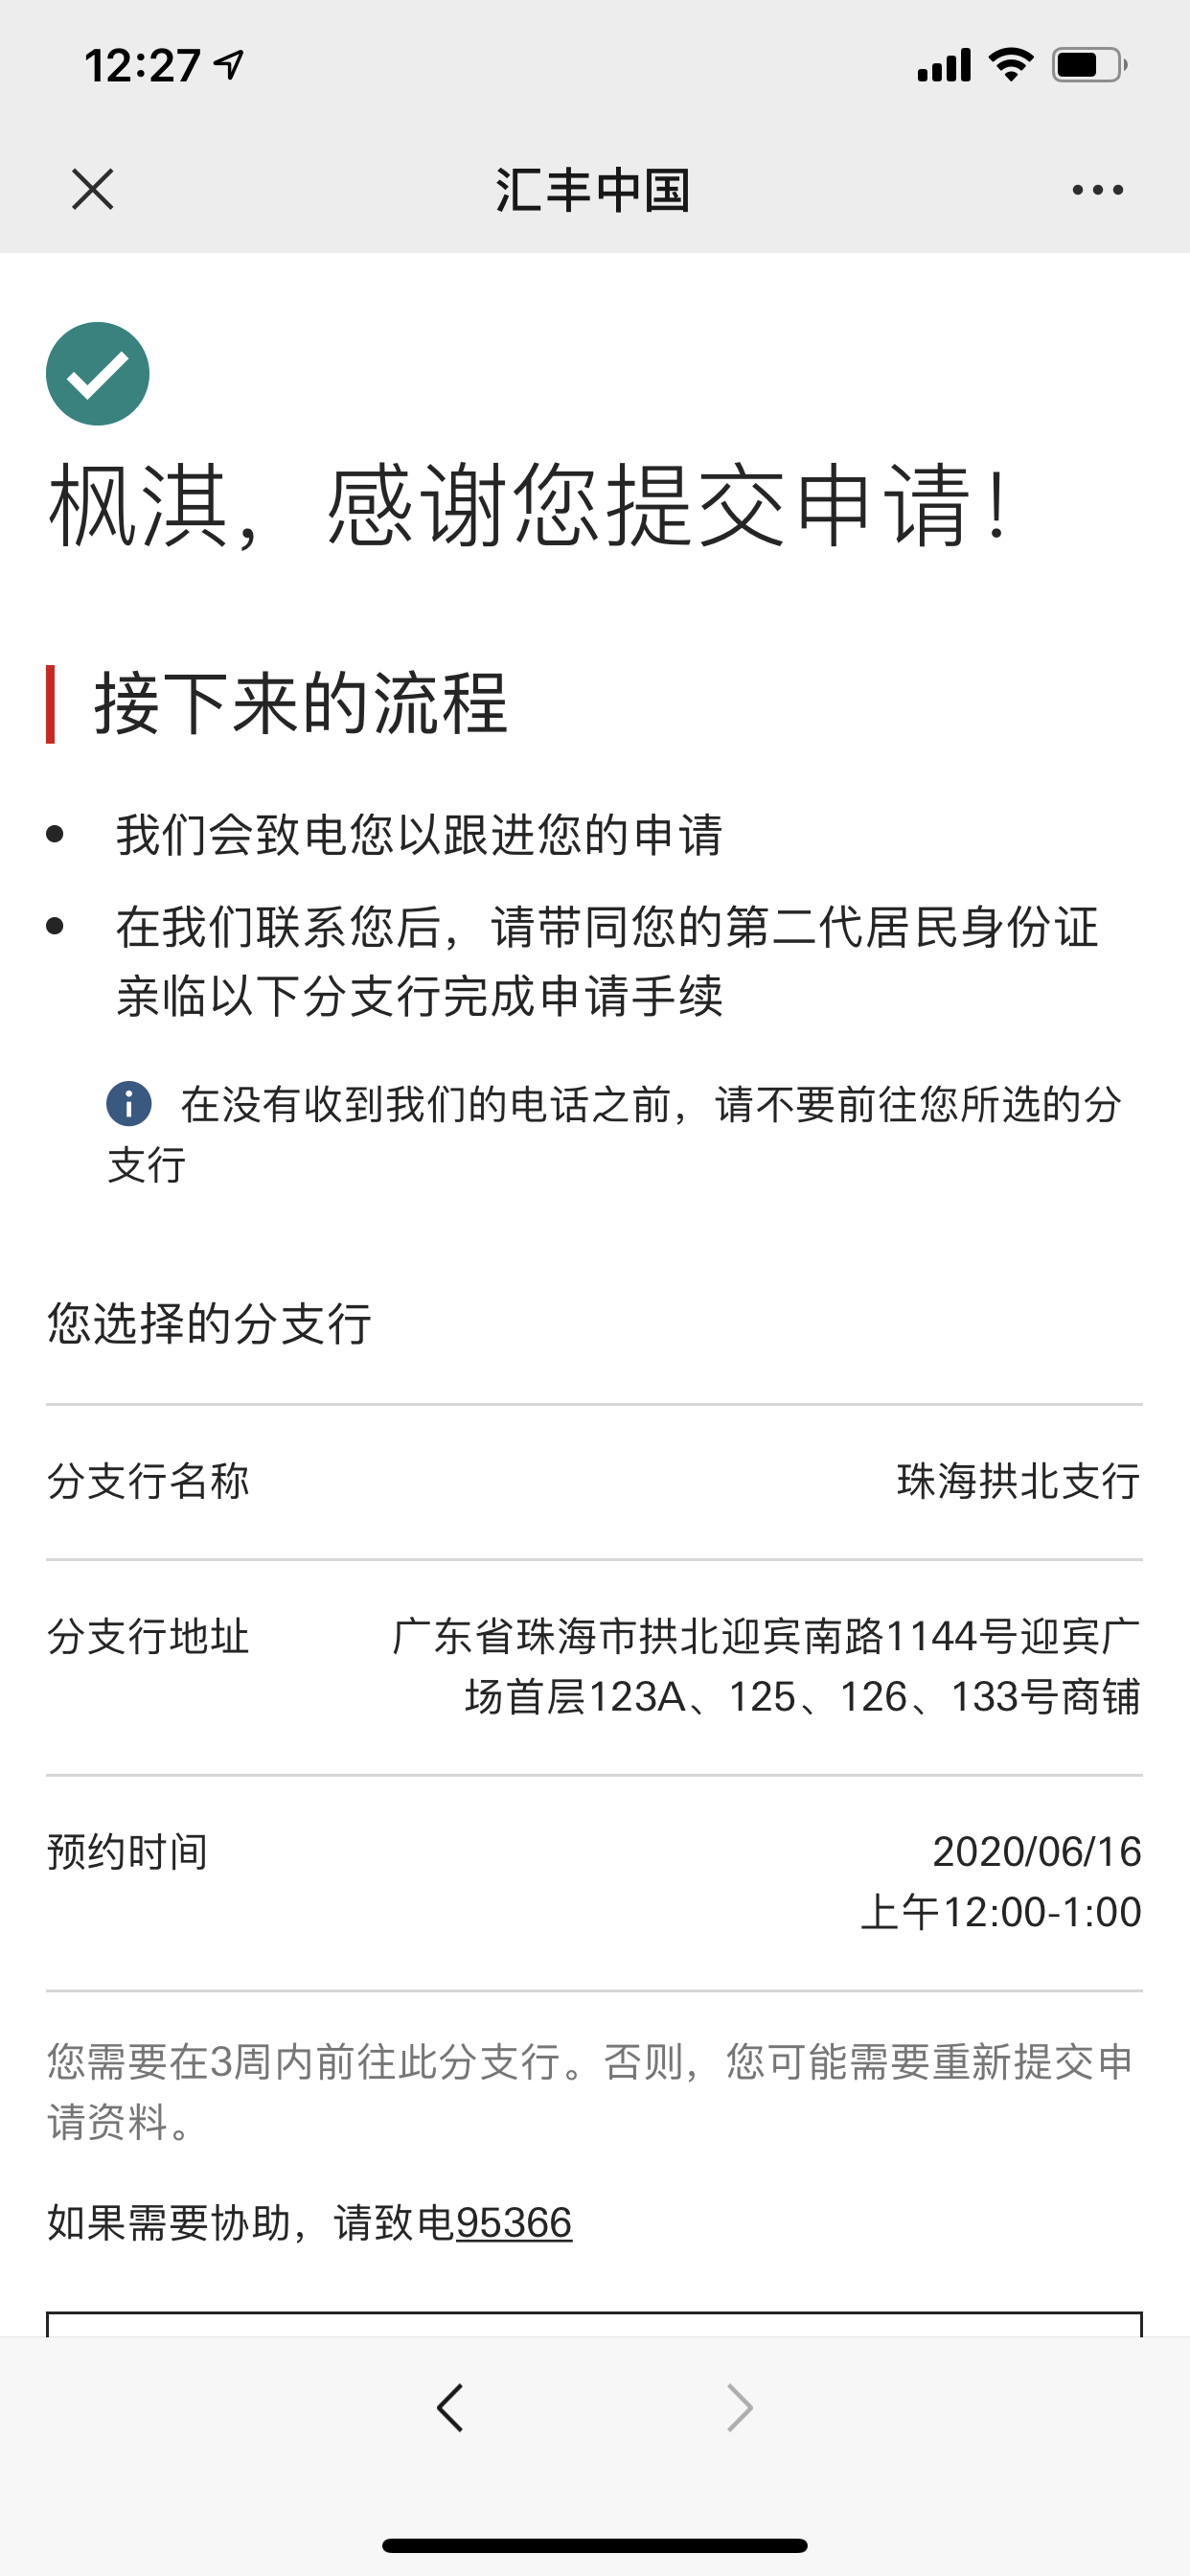 12:27
汇丰中国
枫淇，感谢您提交申请！
接下来的流程
我们会致电您以跟进您的申请
在我们联系您后，请带同您的第二代居民身份证
亲临以下分支行完成申请手续
在没有收到我们的电话之前，请不要前往您所选的分
支行
您选择的分支行
分支行名称 珠海拱北支行
分支行地址 广东省珠海市拱北迎宾南路1144号迎宾广
场首层123A、125、126、133号商铺
预约时间 2020/06/16
上午12:00-1:00
您需要在3周内前往此分支行。否则，您可能需要重新提交申
请资料。
如果需要协助，请致电95366